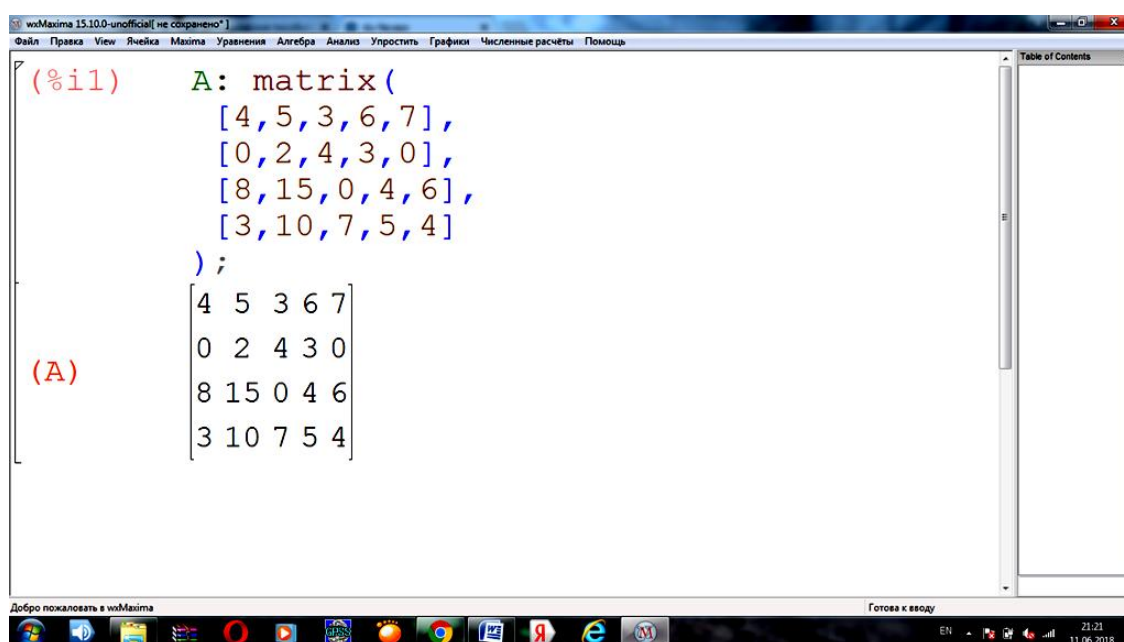 wxMaxima 15.10.0-unofficial[ не сохранено* ]
Файл Правка View Ячейка Maxima Уравнения Алгебра Анализ Упростить Графики Численные расчёты Помощь
Table of Contents
(%i1) A: matrix(
[4,5,3,6,7],
[0,2,4,3,0],
[8,15,0,4,6],
[3,10,7,5,4]
);
4 5 3 6 7
0 2 4 3 0
(A)
8 15 0 4 6
3 10 7 5 4
Добро пожаловать в wxMaxima
Готова к вводу
GPSS
W
Я
EN
21:21
11.06.2018